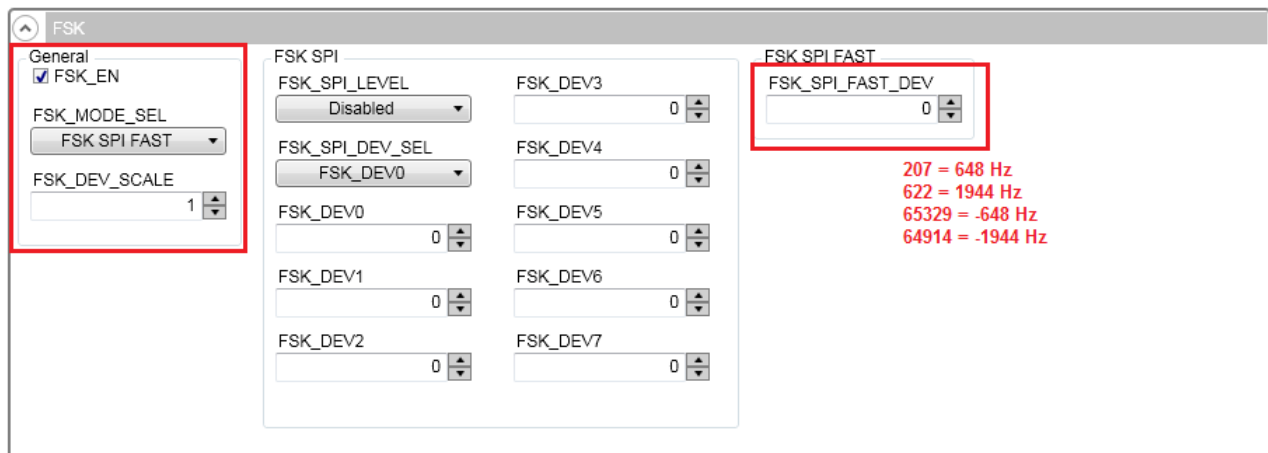 FSK
General
FSK_EN
FSK_MODE_SEL
FSK SPI FAST
FSK_DEV_SCALE
1
FSK SPI
FSK_SPI_LEVEL
Disabled
FSK_SPI_DEV_SEL
FSK_DEV0
FSK_DEV0
0
FSK_DEV1
0
FSK_DEV2
0
FSK_DEV3
0
FSK_DEV4
0
FSK_DEV5
0
FSK_DEV6
0
FSK_DEV7
0
FSK SPI FAST
FSK_SPI_FAST_DEV
0
207 = 648 Hz
622 = 1944 Hz
65329 = -648 Hz
64914 = -1944 Hz